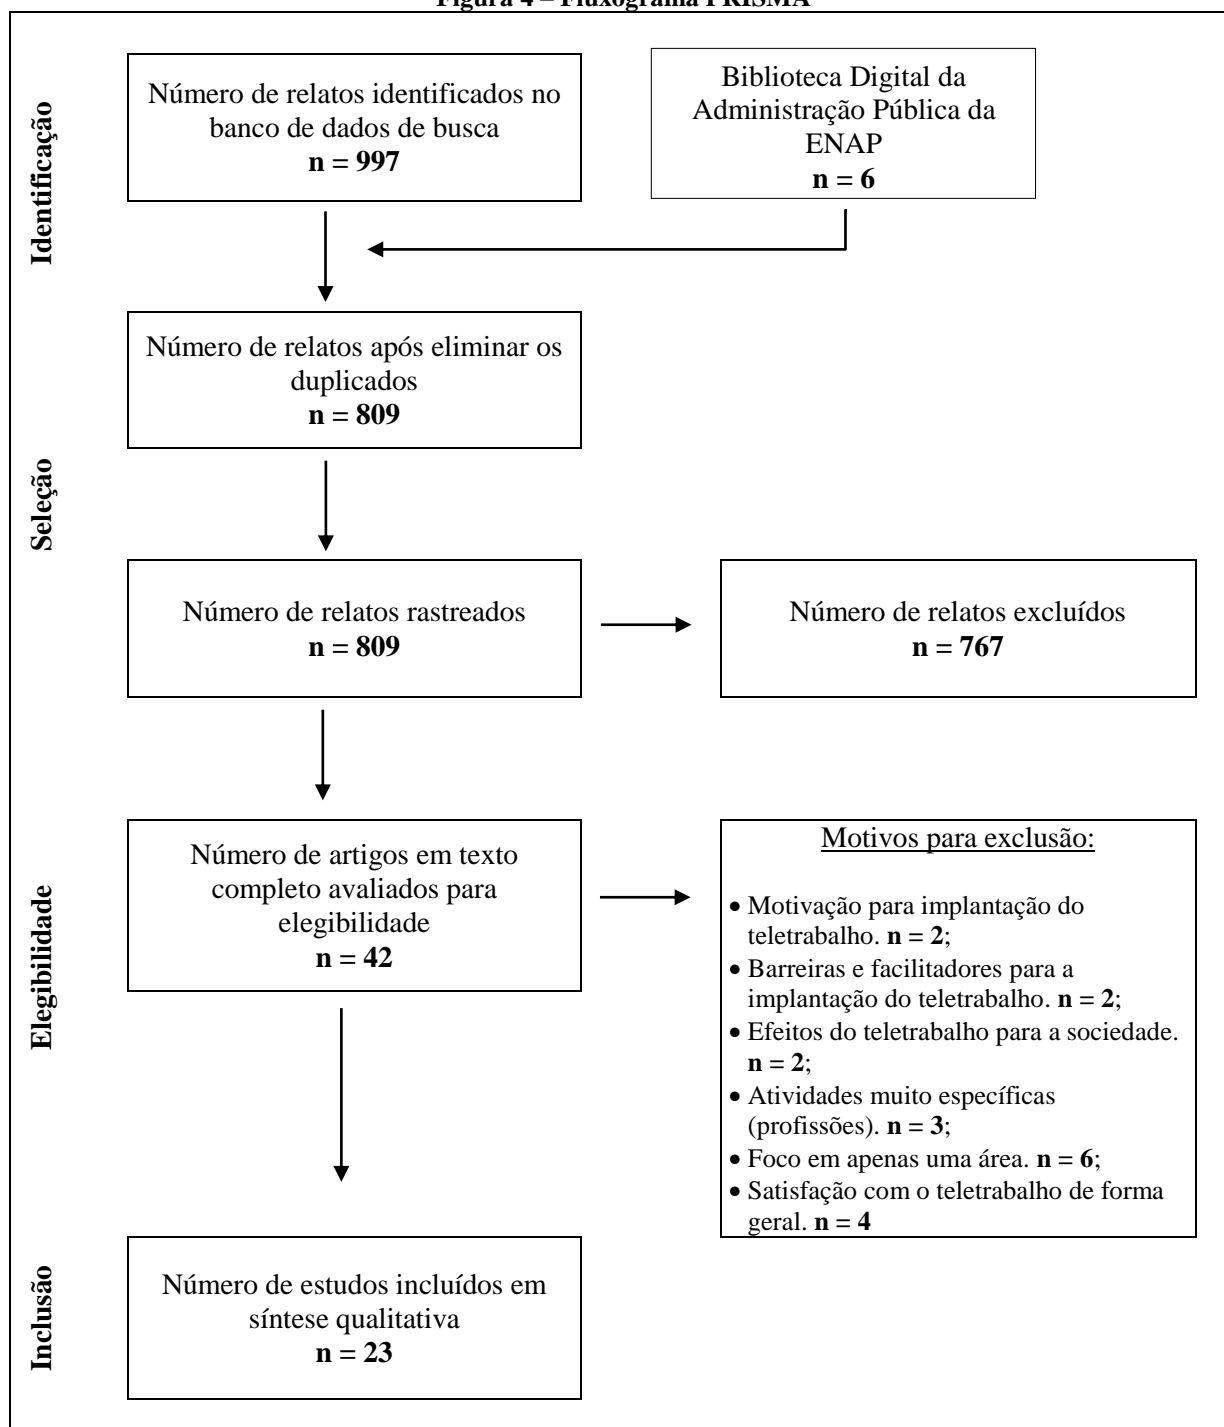 Figura 4 – Fluxograma PRISMA
Identificação
Número de relatos identificados no
banco de dados de busca
n = 997
Biblioteca Digital da
Administração Pública da
ENAP
n = 6
Seleção
Número de relatos após eliminar os
duplicados
n = 809
Número de relatos rastreados
n = 809
Número de relatos excluídos
n = 767
Elegibilidade
Número de artigos em texto
completo avaliados para
elegibilidade
n = 42
Motivos para exclusão:
• Motivação para implantação do
teletrabalho. n = 2;
• Barreiras e facilitadores para a
implantação do teletrabalho. n = 2;
• Efeitos do teletrabalho para a sociedade.
n = 2;
• Atividades muito específicas
(profissões). n = 3;
• Foco em apenas uma área. n = 6;
• Satisfação com o teletrabalho de forma
geral. n = 4
Inclusão
Número de estudos incluídos em
síntese qualitativa
n = 23